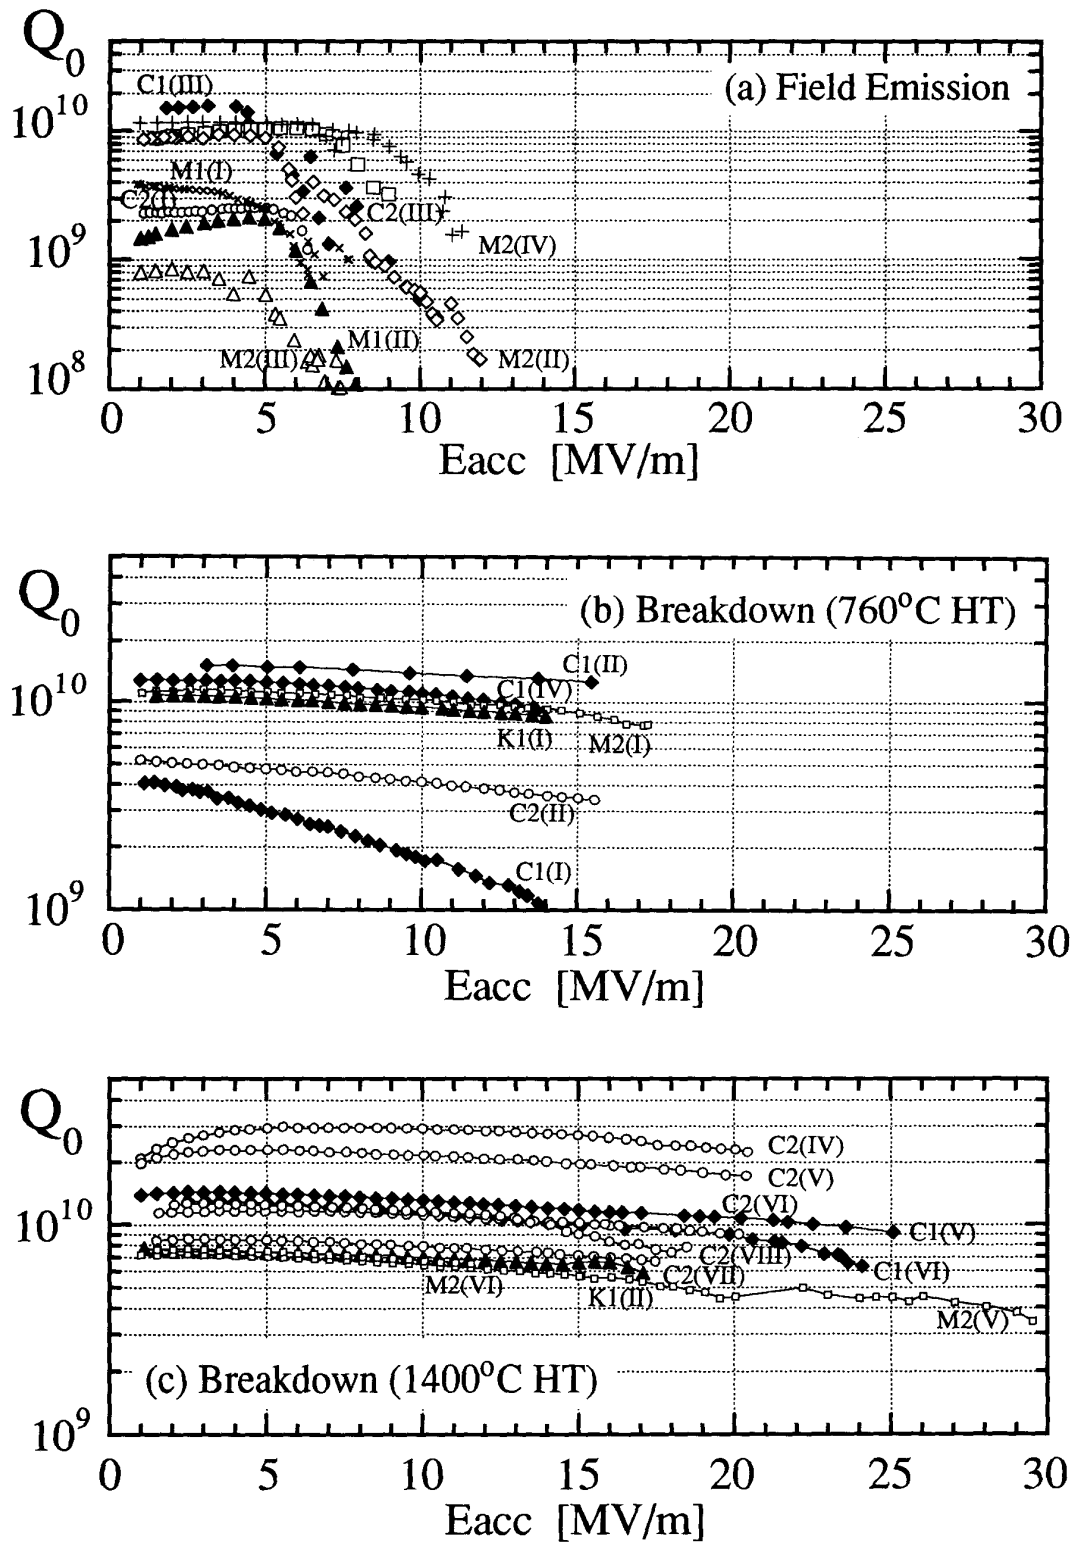 Q0
(a) Field Emission
C1(III)
10^10
M1(I)
C2(I)
C2(III)
M2(IV)
10^9
M1(II)
M2(III)
M2(II)
10^8
0 5 10 15 20 25 30
Eacc [MV/m]
Q0
(b) Breakdown (760°C HT)
C1(II)
10^10
C1(IV)
K1(I)
M2(I)
C2(II)
C1(I)
10^9
0 5 10 15 20 25 30
Eacc [MV/m]
Q0
C2(IV)
C2(V)
C2(VI)
10^10
C1(V)
C2(VIII)
C1(VI)
C2(VII)
M2(VI)
K1(II)
M2(V)
(c) Breakdown (1400°C HT)
10^9
0 5 10 15 20 25 30
Eacc [MV/m]